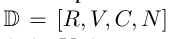 𝔻 = [R, V, C, N]